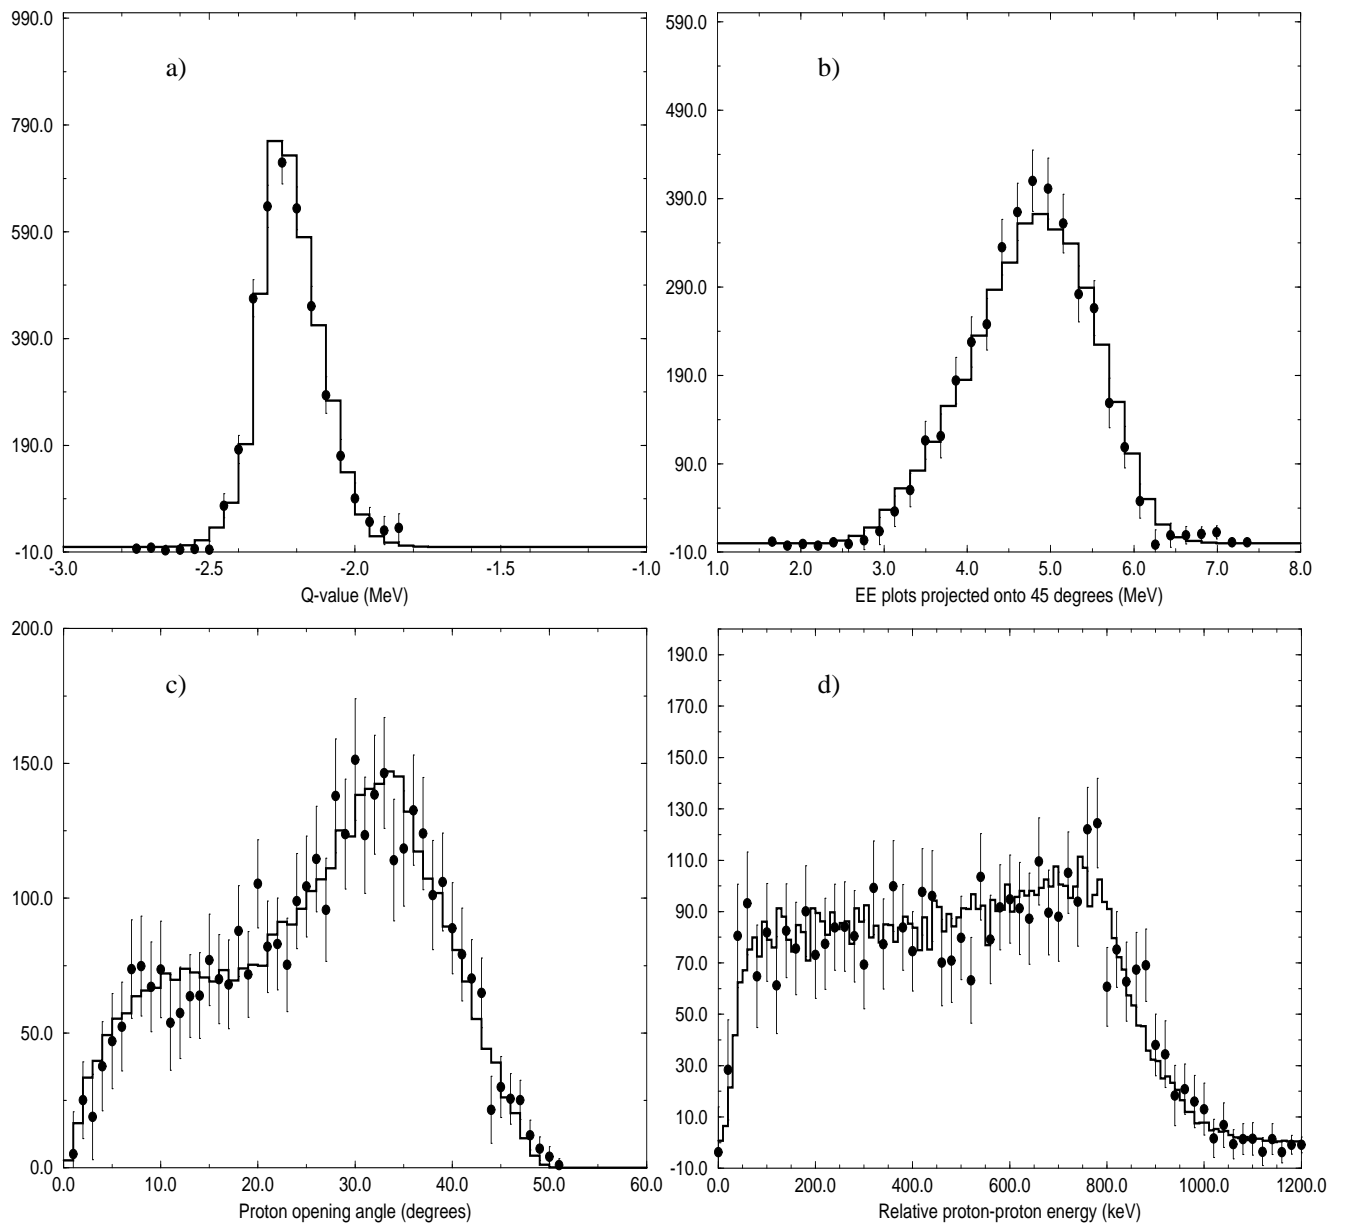 a)
990.0
790.0
590.0
390.0
190.0
-10.0
-3.0 -2.5 -2.0 -1.5 -1.0
Q-value (MeV)
b)
590.0
490.0
390.0
290.0
190.0
90.0
-10.0
1.0 2.0 3.0 4.0 5.0 6.0 7.0 8.0
EE plots projected onto 45 degrees (MeV)
c)
200.0
150.0
100.0
50.0
0.0
0.0 10.0 20.0 30.0 40.0 50.0 60.0
Proton opening angle (degrees)
d)
190.0
170.0
150.0
130.0
110.0
90.0
70.0
50.0
30.0
10.0
-10.0
0.0 200.0 400.0 600.0 800.0 1000.0 1200.0
Relative proton-proton energy (keV)